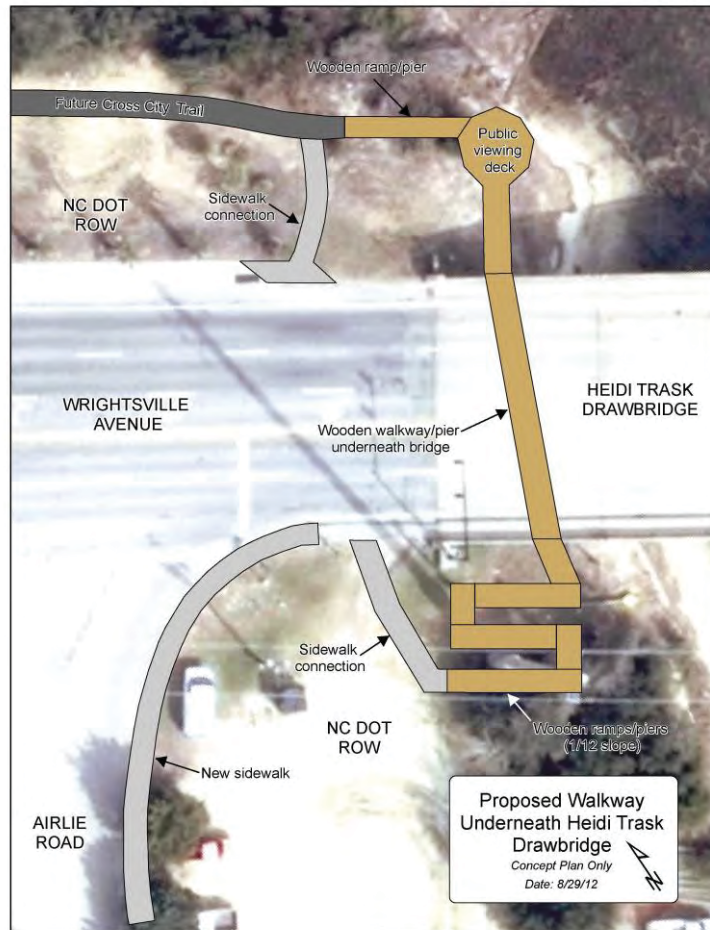 Wooden ramp/pier
Future Cross City Trail
Public
viewing
deck
Sidewalk
connection
NC DOT
ROW
WRIGHTSVILLE
AVENUE
HEIDI TRASK
DRAWBRIDGE
Wooden walkway/pier
underneath bridge
Sidewalk
connection
NC DOT
ROW
Wooden ramps/piers
(1/12 slope)
New sidewalk
AIRLIE
ROAD
Proposed Walkway
Underneath Heidi Trask
Drawbridge
Concept Plan Only
Date: 8/29/12
N